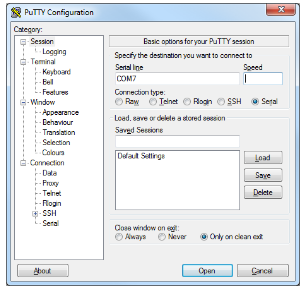 PuTTY Configuration
Category:
Session
Logging
Terminal
Keyboard
Bell
Features
Window
Appearance
Behaviour
Translation
Selection
Colours
Connection
Data
Proxy
Telnet
Rlogin
SSH
Serial
Basic options for your PuTTY session
Specify the destination you want to connect to
Serial line Speed
COM7
Connection type:
Raw Telnet Rlogin SSH Serial
Load, save or delete a stored session
Saved Sessions
Default Settings
Load
Save
Delete
Close window on exit:
Always Never Only on clean exit
About Open Cancel